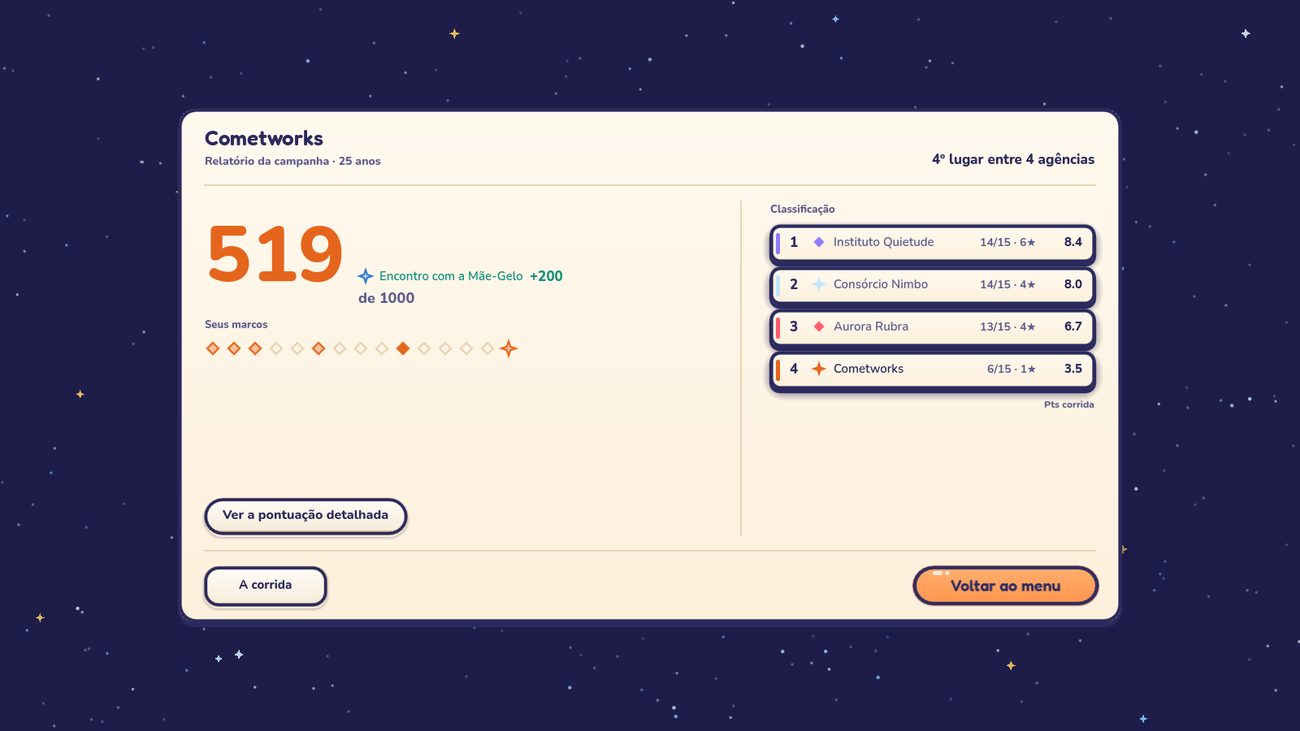 Cometworks
Relatório da campanha · 25 anos
4º lugar entre 4 agências
519
Encontro com a Mãe-Gelo +200
de 1000
Seus marcos
Ver a pontuação detalhada
Classificação
1 Instituto Quietude 14/15 · 6★ 8.4
2 Consórcio Nimbo 14/15 · 4★ 8.0
3 Aurora Rubra 13/15 · 4★ 6.7
4 Cometworks 6/15 · 1★ 3.5
Pts corrida
A corrida
Voltar ao menu